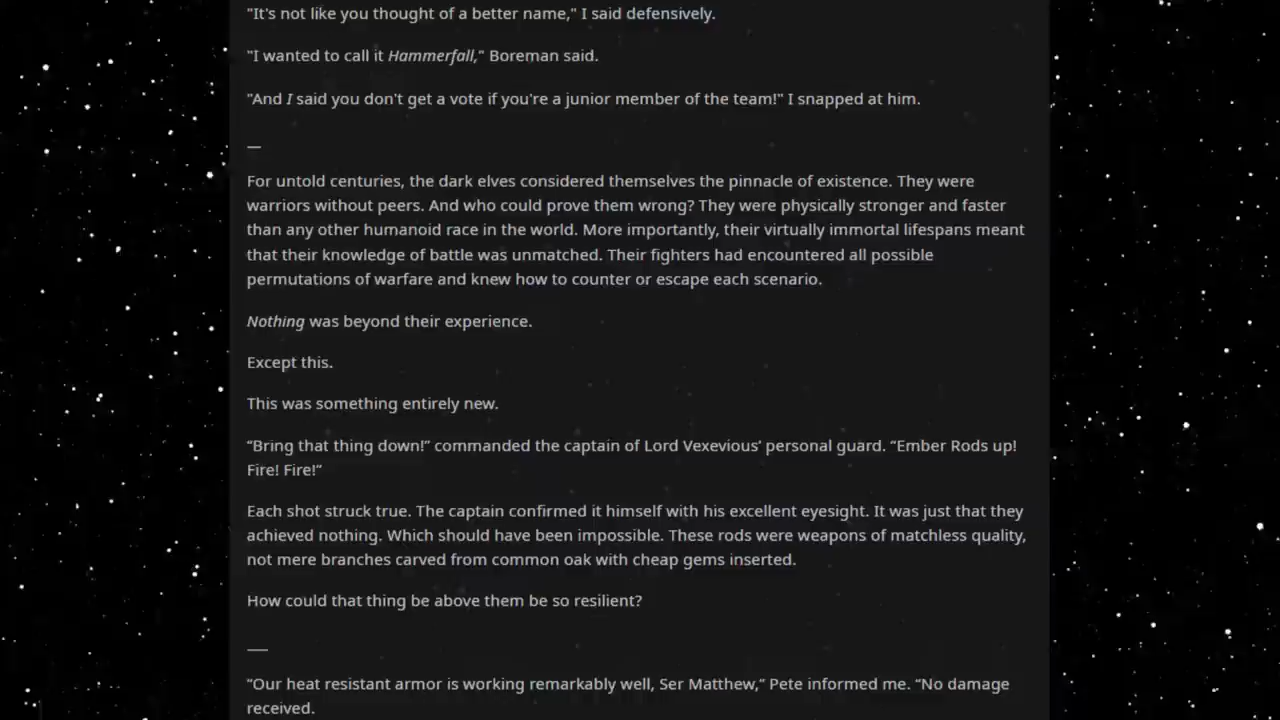 "It's not like you thought of a better name," I said defensively.
"I wanted to call it Hammerfall," Boreman said.
"And I said you don't get a vote if you're a junior member of the team!" I snapped at him.
—
For untold centuries, the dark elves considered themselves the pinnacle of existence. They were
warriors without peers. And who could prove them wrong? They were physically stronger and faster
than any other humanoid race in the world. More importantly, their virtually immortal lifespans meant
that their knowledge of battle was unmatched. Their fighters had encountered all possible
permutations of warfare and knew how to counter or escape each scenario.
Nothing was beyond their experience.
Except this.
This was something entirely new.
“Bring that thing down!” commanded the captain of Lord Vexevious’ personal guard. “Ember Rods up!
Fire! Fire!”
Each shot struck true. The captain confirmed it himself with his excellent eyesight. It was just that they
achieved nothing. Which should have been impossible. These rods were weapons of matchless quality,
not mere branches carved from common oak with cheap gems inserted.
How could that thing be above them be so resilient?
—–
“Our heat resistant armor is working remarkably well, Ser Matthew,” Pete informed me. “No damage
received.